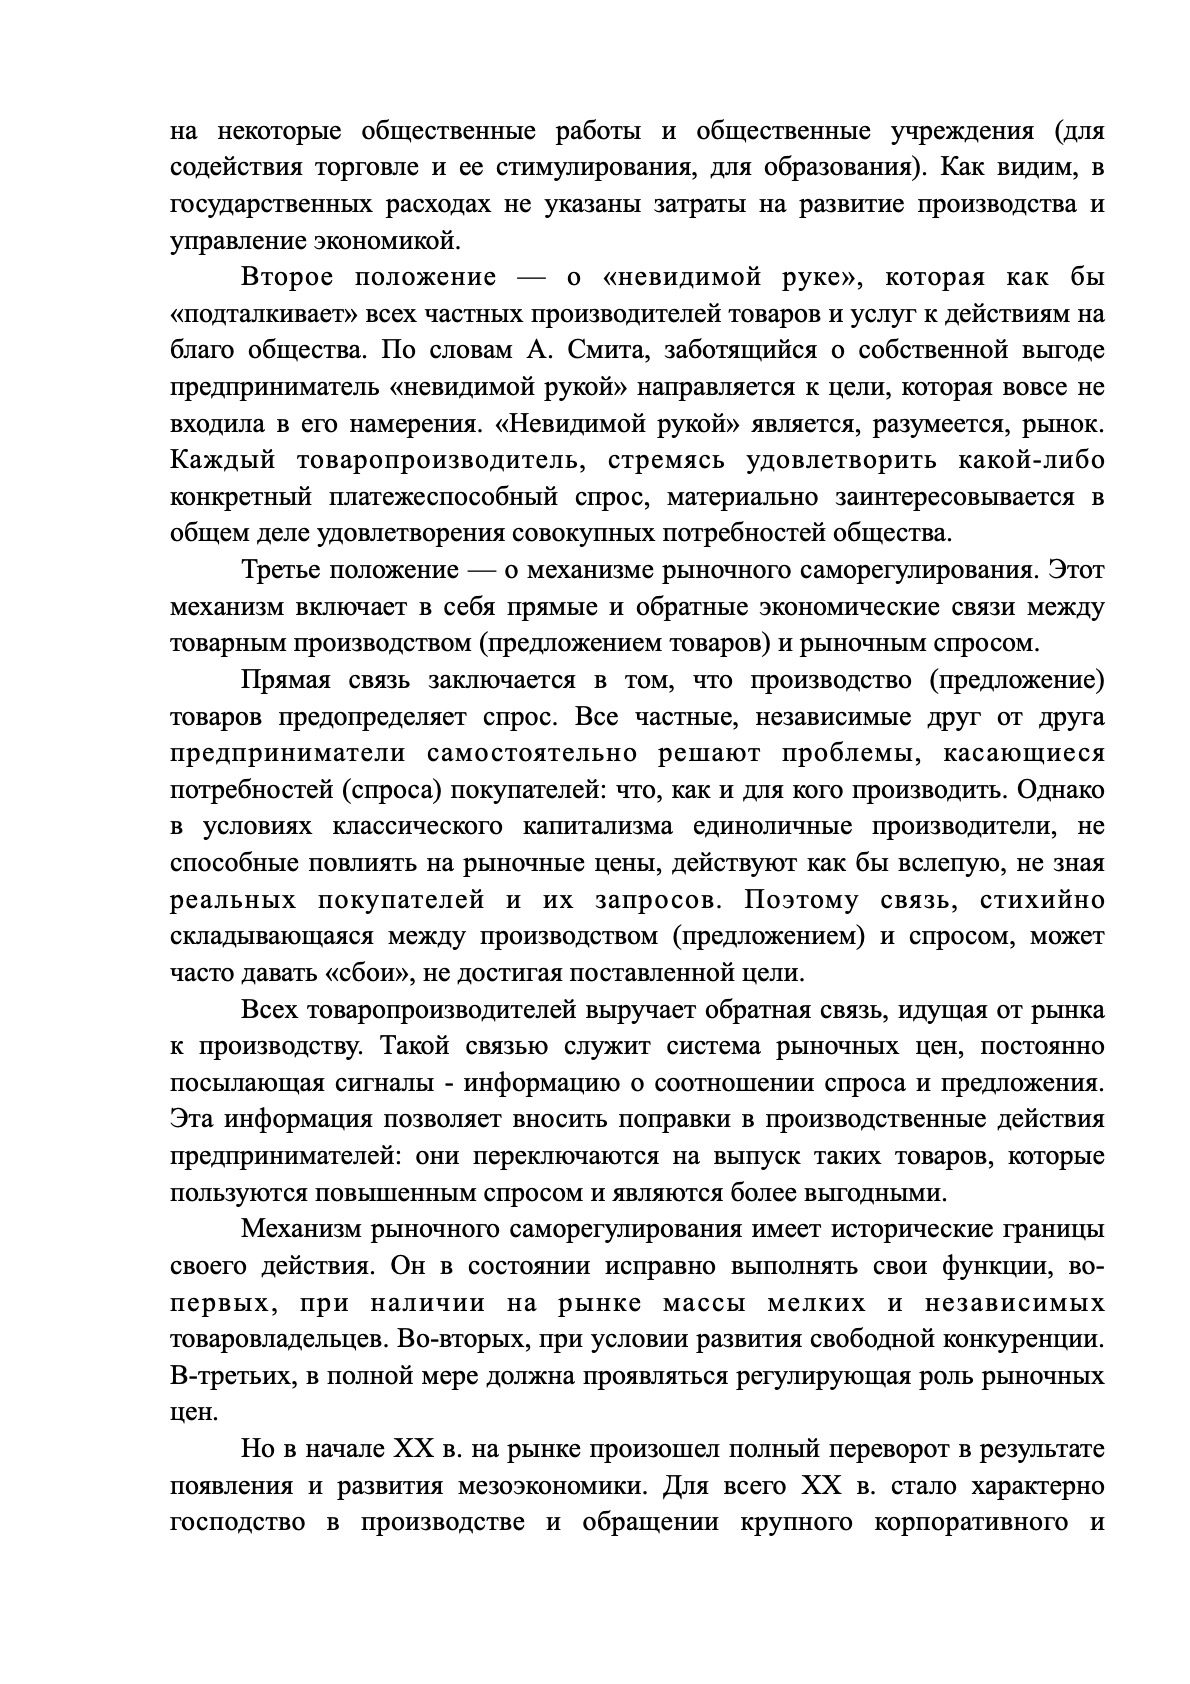 на некоторые общественные работы и общественные учреждения (для
содействия торговле и ее стимулирования, для образования). Как видим, в
государственных расходах не указаны затраты на развитие производства и
управление экономикой.
Второе положение — о «невидимой руке», которая как бы
«подталкивает» всех частных производителей товаров и услуг к действиям на
благо общества. По словам А. Смита, заботящийся о собственной выгоде
предприниматель «невидимой рукой» направляется к цели, которая вовсе не
входила в его намерения. «Невидимой рукой» является, разумеется, рынок.
Каждый товаропроизводитель, стремясь удовлетворить какой-либо
конкретный платежеспособный спрос, материально заинтересовывается в
общем деле удовлетворения совокупных потребностей общества.
Третье положение — о механизме рыночного саморегулирования. Этот
механизм включает в себя прямые и обратные экономические связи между
товарным производством (предложением товаров) и рыночным спросом.
Прямая связь заключается в том, что производство (предложение)
товаров предопределяет спрос. Все частные, независимые друг от друга
предприниматели самостоятельно решают проблемы, касающиеся
потребностей (спроса) покупателей: что, как и для кого производить. Однако
в условиях классического капитализма единоличные производители, не
способные повлиять на рыночные цены, действуют как бы вслепую, не зная
реальных покупателей и их запросов. Поэтому связь, стихийно
складывающаяся между производством (предложением) и спросом, может
часто давать «сбои», не достигая поставленной цели.
Всех товаропроизводителей выручает обратная связь, идущая от рынка
к производству. Такой связью служит система рыночных цен, постоянно
посылающая сигналы - информацию о соотношении спроса и предложения.
Эта информация позволяет вносить поправки в производственные действия
предпринимателей: они переключаются на выпуск таких товаров, которые
пользуются повышенным спросом и являются более выгодными.
Механизм рыночного саморегулирования имеет исторические границы
своего действия. Он в состоянии исправно выполнять свои функции, во-
первых, при наличии на рынке массы мелких и независимых
товаровладельцев. Во-вторых, при условии развития свободной конкуренции.
В-третьих, в полной мере должна проявляться регулирующая роль рыночных
цен.
Но в начале XX в. на рынке произошел полный переворот в результате
появления и развития мезоэкономики. Для всего XX в. стало характерно
господство в производстве и обращении крупного корпоративного и